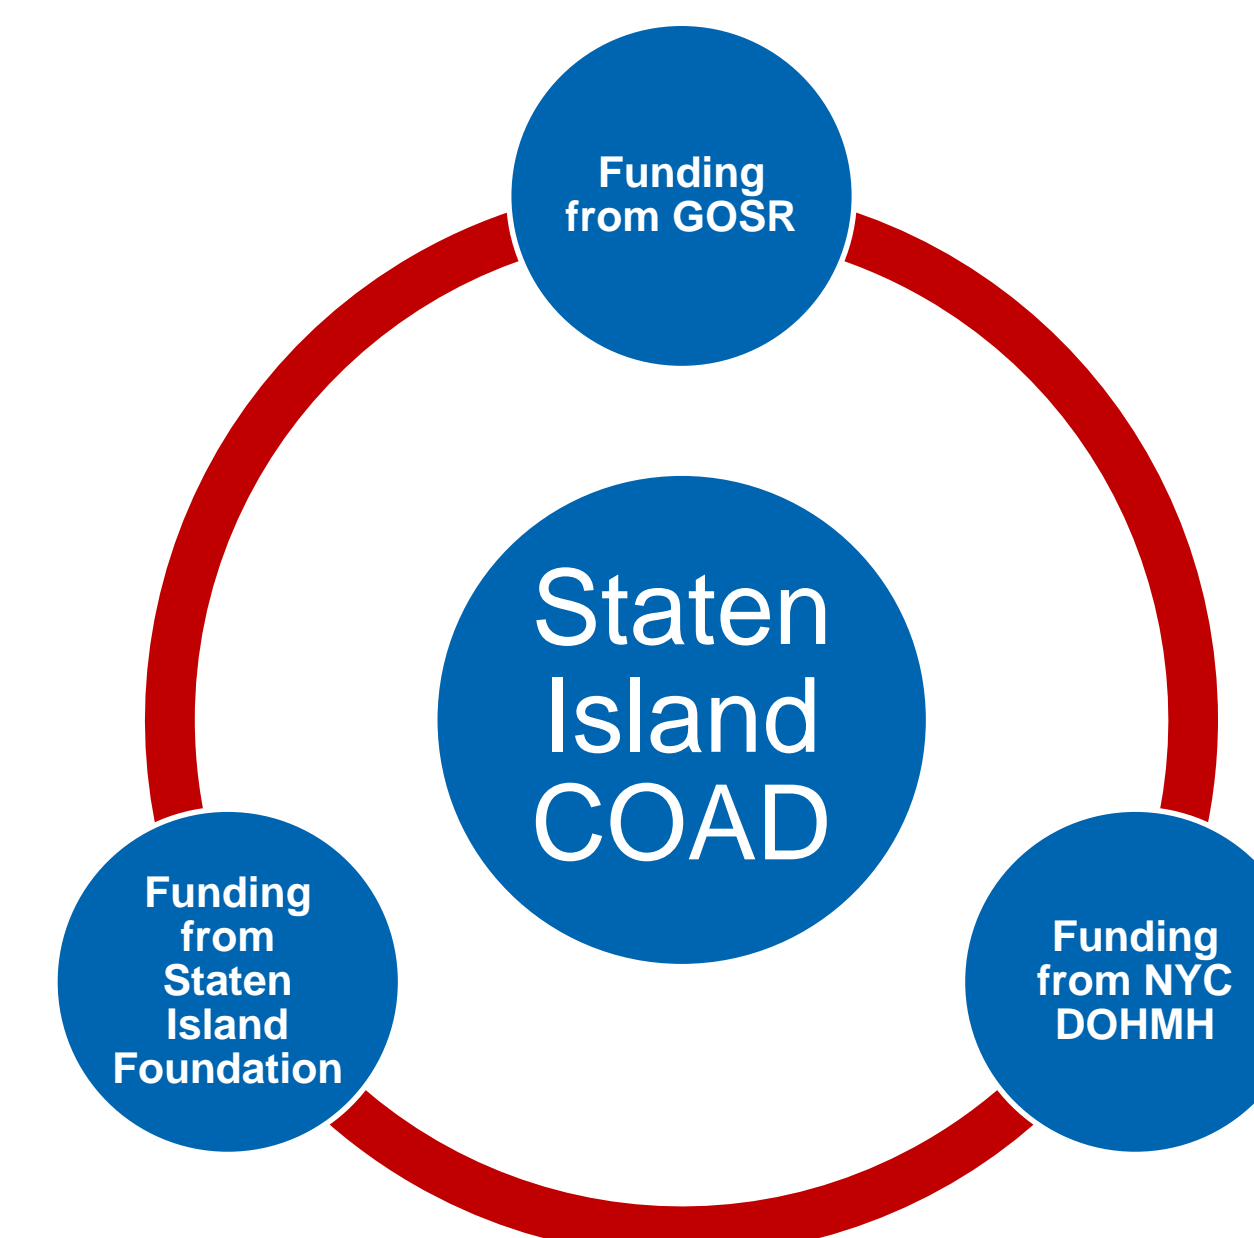 Funding
from GOSR
Staten
Island
COAD
Funding
from
Staten
Island
Foundation
Funding
from NYC
DOHMH